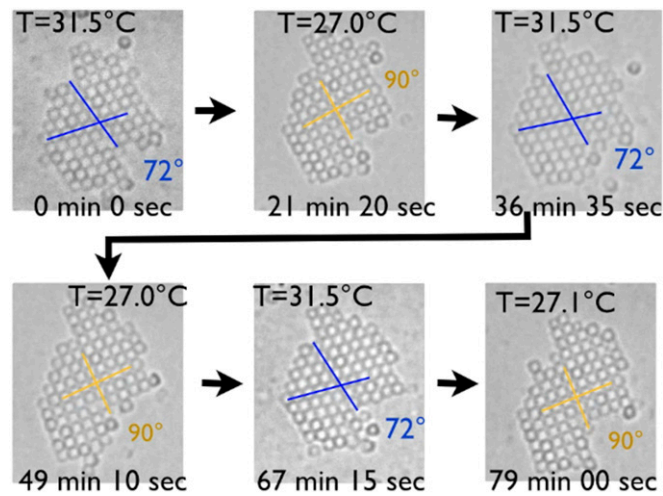 T=31.5°C
72°
0 min 0 sec
T=27.0°C
90°
21 min 20 sec
T=31.5°C
72°
36 min 35 sec
T=27.0°C
90°
49 min 10 sec
T=31.5°C
72°
67 min 15 sec
T=27.1°C
90°
79 min 00 sec